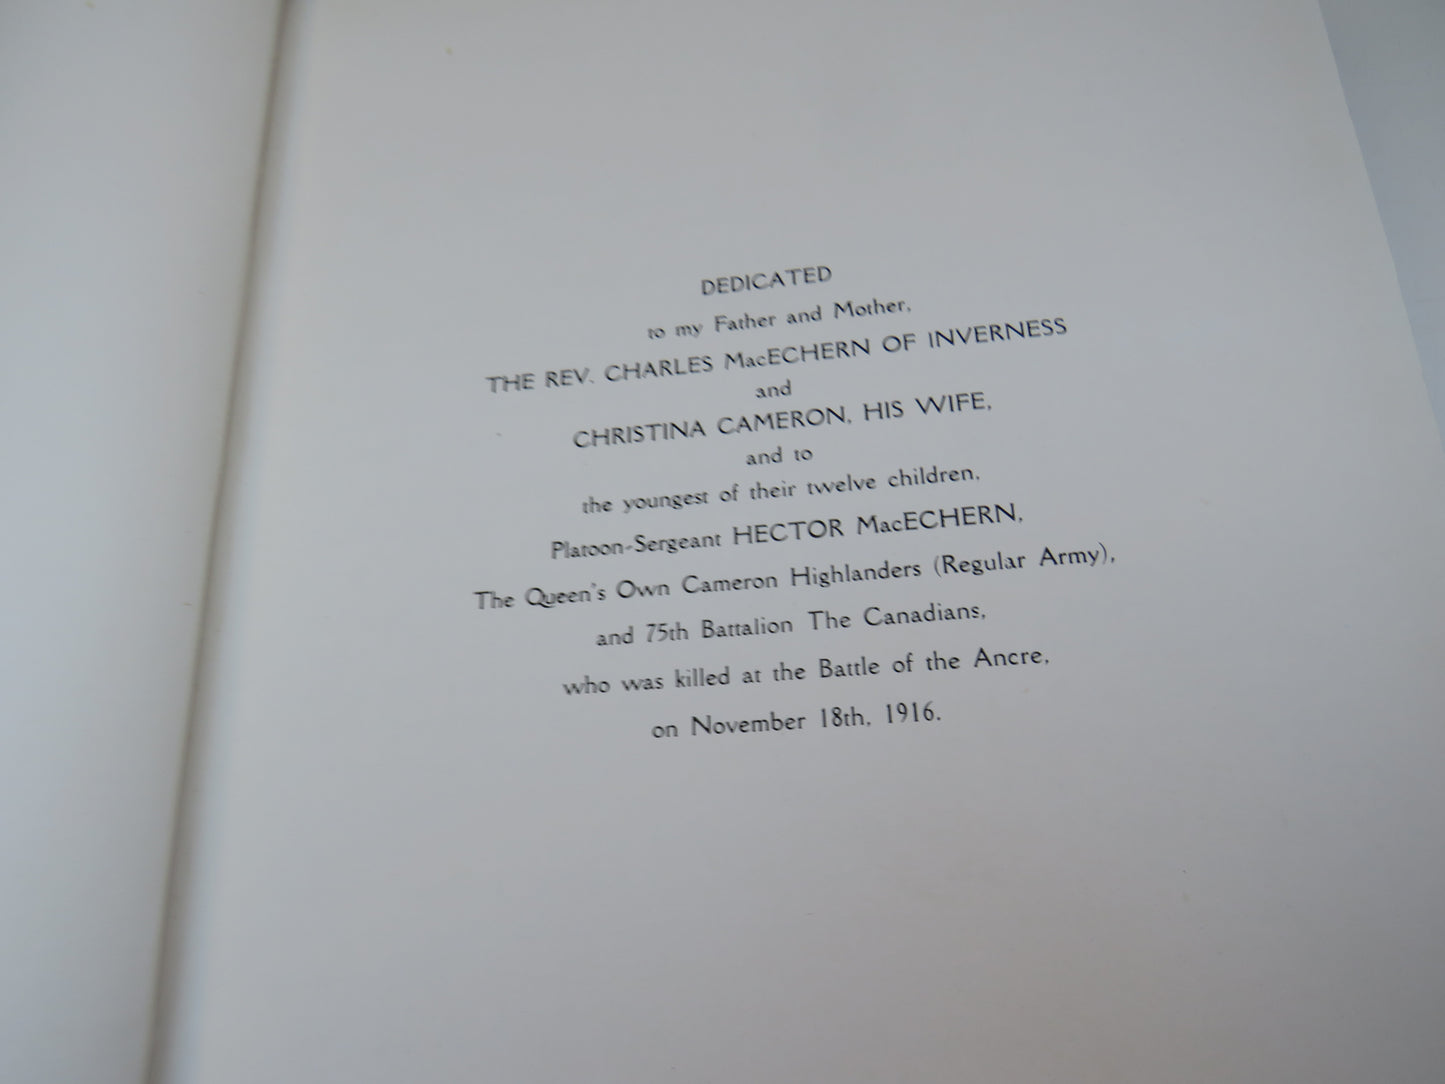 DEDICATED
to my Father and Mother,
THE REV. CHARLES MacECHERN OF INVERNESS
and
CHRISTINA CAMERON, HIS WIFE,
and to
the youngest of their twelve children,
Platoon-Sergeant HECTOR MacECHERN,
The Queen's Own Cameron Highlanders (Regular Army),
and 75th Battalion The Canadians,
who was killed at the Battle of the Ancre,
on November 18th, 1916.